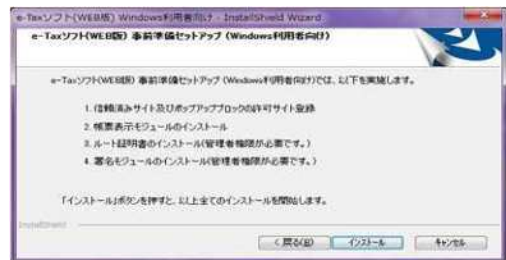 e-Taxソフト(WEB版) Windows利用者向け - InstallShield Wizard
e-Taxソフト(WEB版) 事前準備セットアップ (Windows利用者向け)
e-Taxソフト(WEB版) 事前準備セットアップ (Windows利用者向け)では、以下を実施します。
1. 信頼済みサイト及びポップアップブロックの許可サイト登録
2. 帳票表示モジュールのインストール
3. ルート証明書のインストール(管理者権限が必要です。)
4. 署名モジュールのインストール(管理者権限が必要です。)
「インストール」ボタンを押すと、以上全てのインストールを開始します。
InstallShield
< 戻る(B) インストール キャンセル